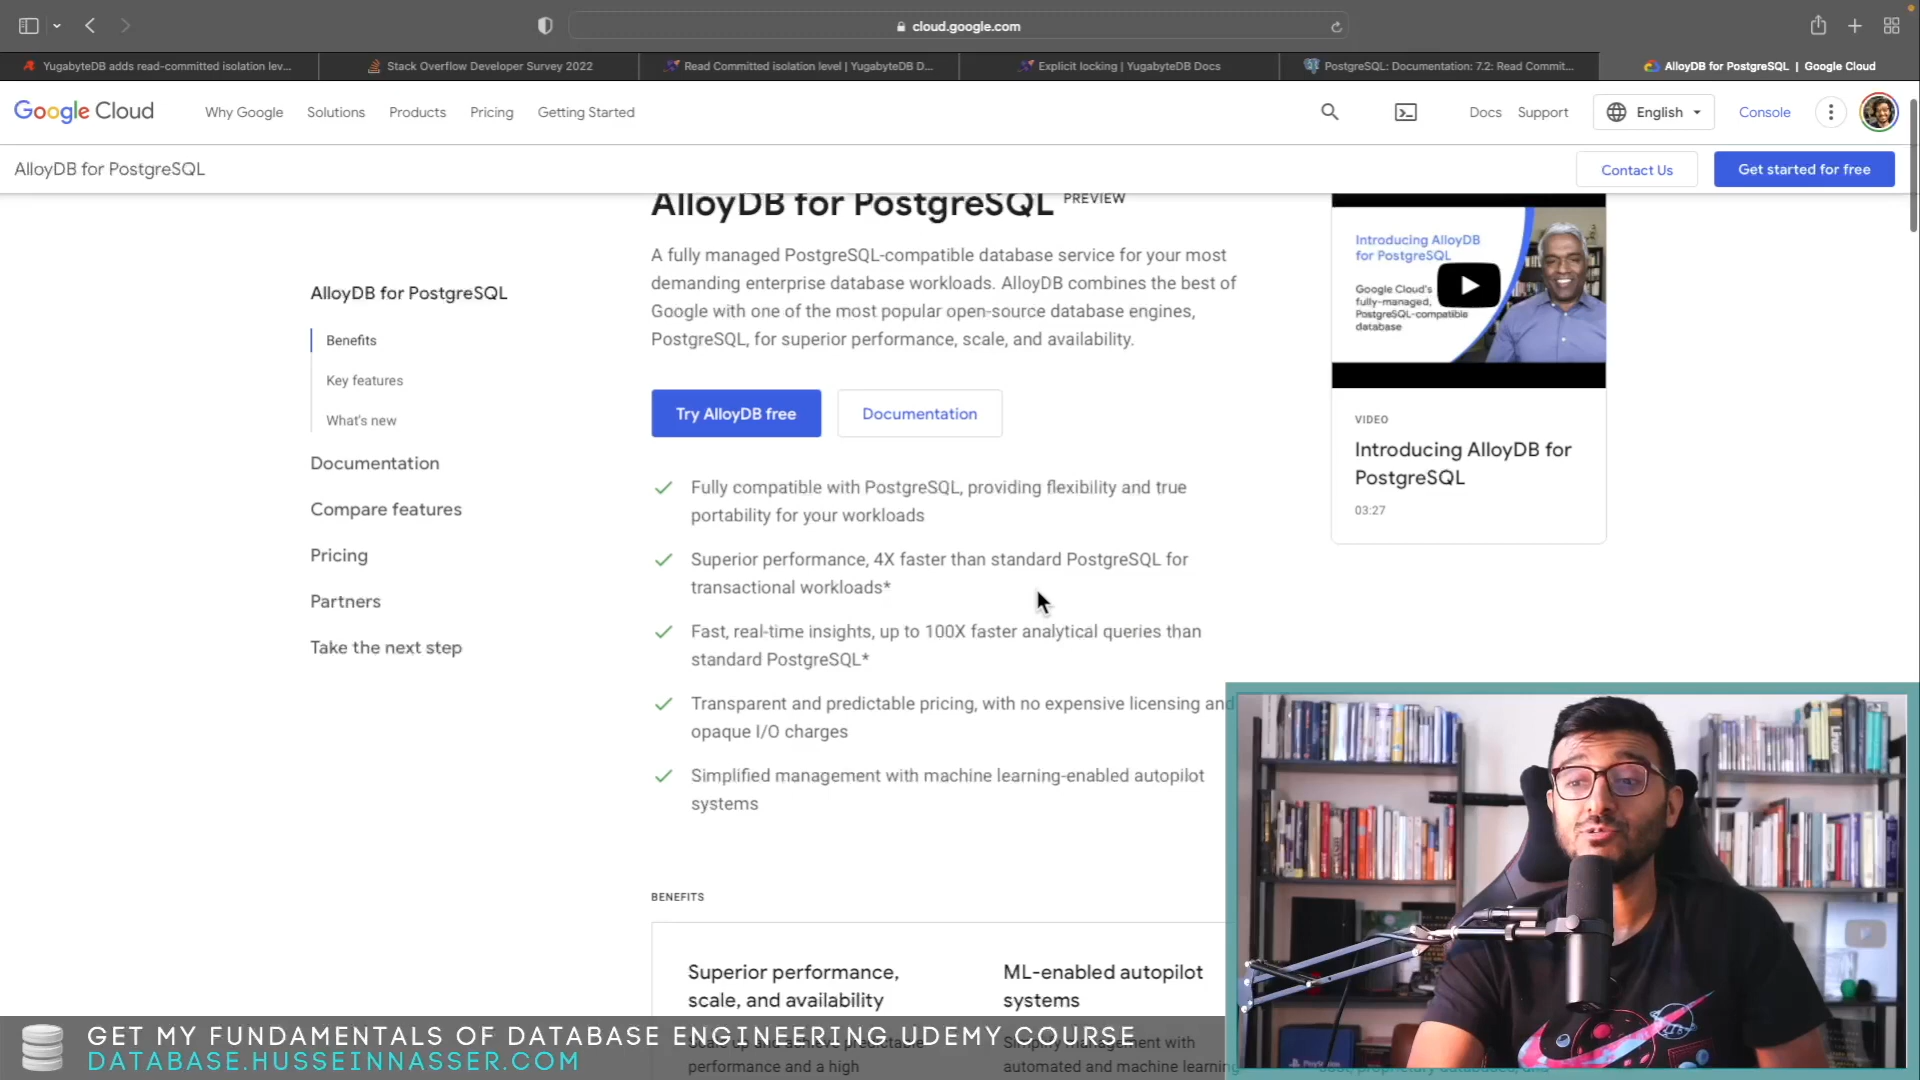 cloud.google.com
YugabyteDB adds read-committed isolation lev...
Stack Overflow Developer Survey 2022
Read Committed isolation level | YugabyteDB D...
Explicit locking | YugabyteDB Docs
PostgreSQL: Documentation: 7.2: Read Commit...
AlloyDB for PostgreSQL | Google Cloud
Google Cloud
Why Google
Solutions
Products
Pricing
Getting Started
Docs
Support
English
Console
AlloyDB for PostgreSQL
Contact Us
Get started for free
AlloyDB for PostgreSQL
Benefits
Key features
What's new
Documentation
Compare features
Pricing
Partners
Take the next step
AlloyDB for PostgreSQL PREVIEW
A fully managed PostgreSQL-compatible database service for your most
demanding enterprise database workloads. AlloyDB combines the best of
Google with one of the most popular open-source database engines,
PostgreSQL, for superior performance, scale, and availability.
Try AlloyDB free
Documentation
Fully compatible with PostgreSQL, providing flexibility and true
portability for your workloads
Superior performance, 4X faster than standard PostgreSQL for
transactional workloads*
Fast, real-time insights, up to 100X faster analytical queries than
standard PostgreSQL*
Transparent and predictable pricing, with no expensive licensing and
opaque I/O charges
Simplified management with machine learning-enabled autopilot
systems
Introducing AlloyDB
for PostgreSQL
Google Cloud's
fully-managed,
PostgreSQL-compatible
database
VIDEO
Introducing AlloyDB for
PostgreSQL
03:27
BENEFITS
Superior performance,
scale, and availability
performance and a high
ML-enabled autopilot
systems
Simplify management with
automated and machine learning
GET MY FUNDAMENTALS OF DATABASE ENGINEERING UDEMY COURSE
DATABASE.HUSSEINNASSER.COM